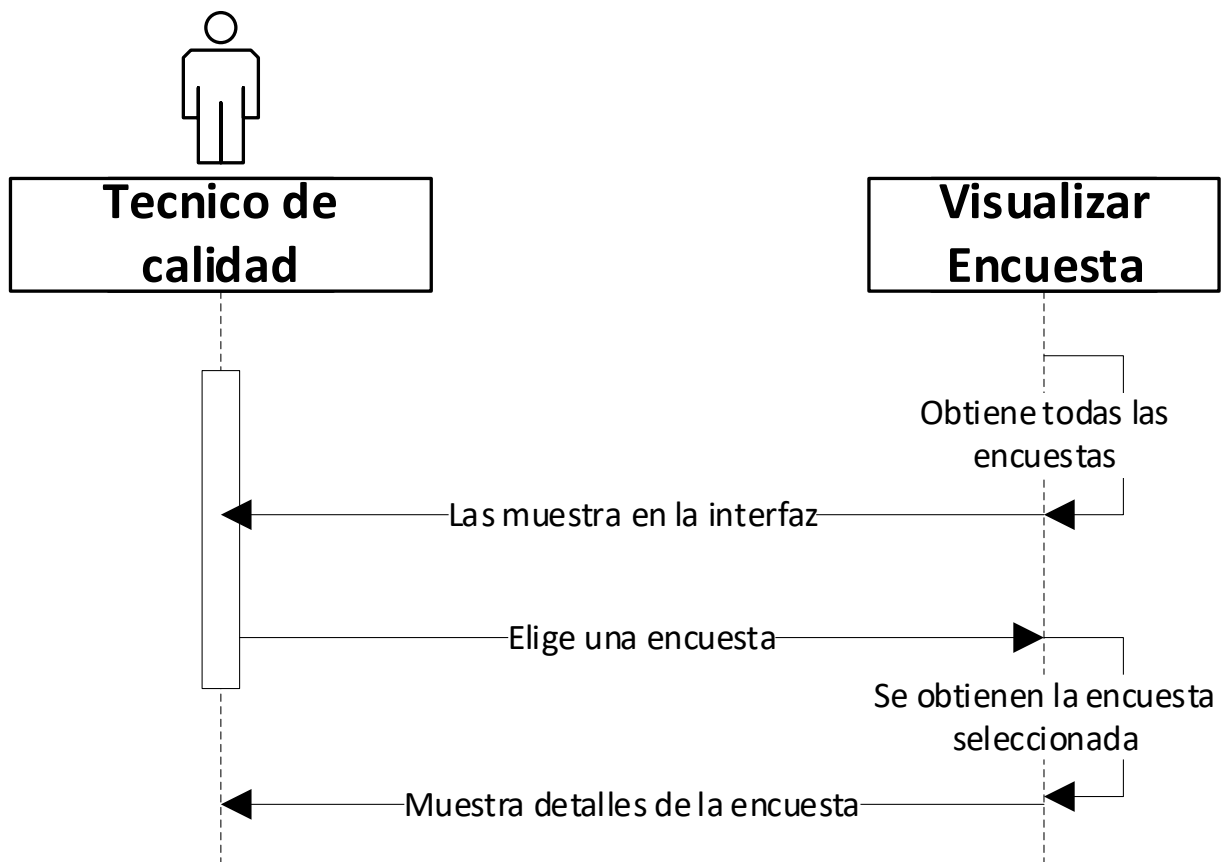 Tecnico de
calidad
Visualizar
Encuesta
Obtiene todas las
encuestas
Las muestra en la interfaz
Elige una encuesta
Se obtienen la encuesta
seleccionada
Muestra detalles de la encuesta